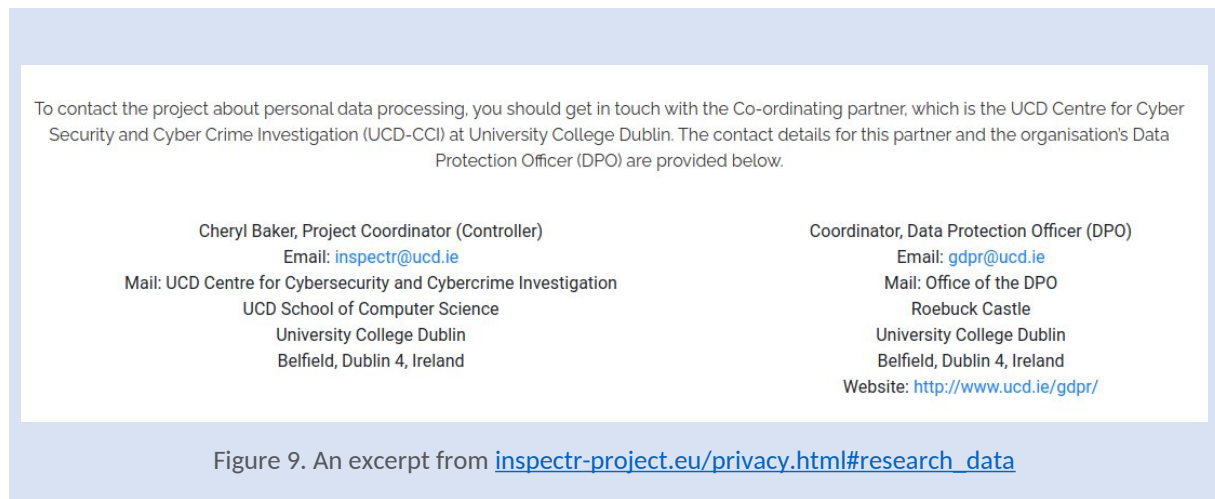 To contact the project about personal data processing, you should get in touch with the Co-ordinating partner, which is the UCD Centre for Cyber
Security and Cyber Crime Investigation (UCD-CCI) at University College Dublin. The contact details for this partner and the organisation's Data
Protection Officer (DPO) are provided below.
Cheryl Baker, Project Coordinator (Controller)
Email: inspectr@ucd.ie
Mail: UCD Centre for Cybersecurity and Cybercrime Investigation
UCD School of Computer Science
University College Dublin
Belfield, Dublin 4, Ireland
Coordinator, Data Protection Officer (DPO)
Email: gdpr@ucd.ie
Mail: Office of the DPO
Roebuck Castle
University College Dublin
Belfield, Dublin 4, Ireland
Website: http://www.ucd.ie/gdpr/
Figure 9. An excerpt from inspectr-project.eu/privacy.html#research_data